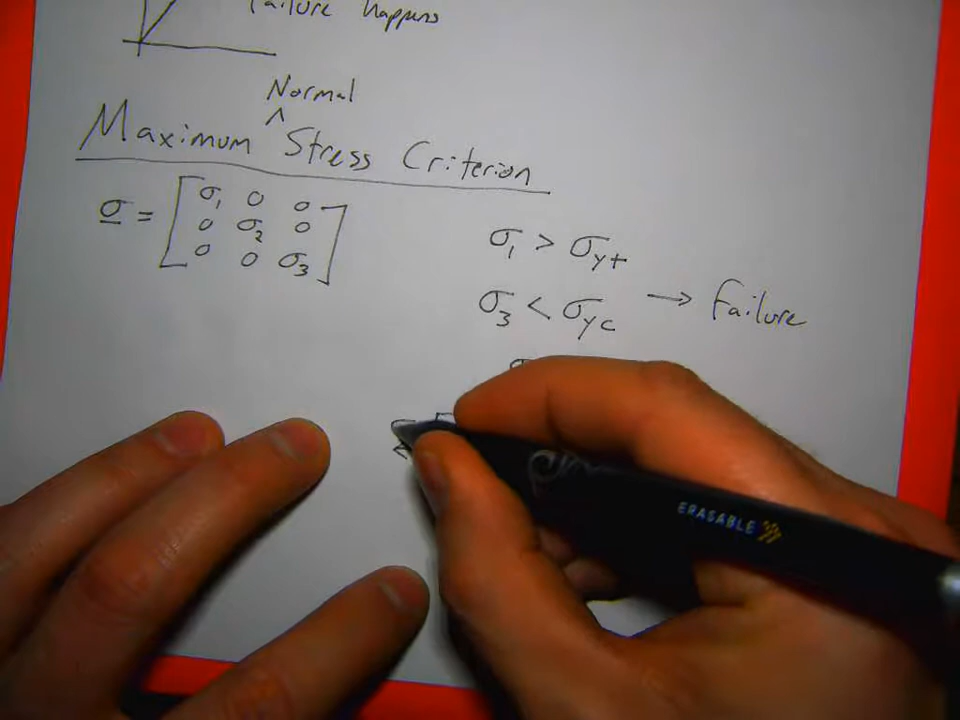 Failure happens
Normal
^
Maximum Stress Criterion
σ = [σ₁ 0 0
0 σ₂ 0
0 0 σ₃]
σ₁ > σyt
σ₃ < σyc → Failure
ERASABLE